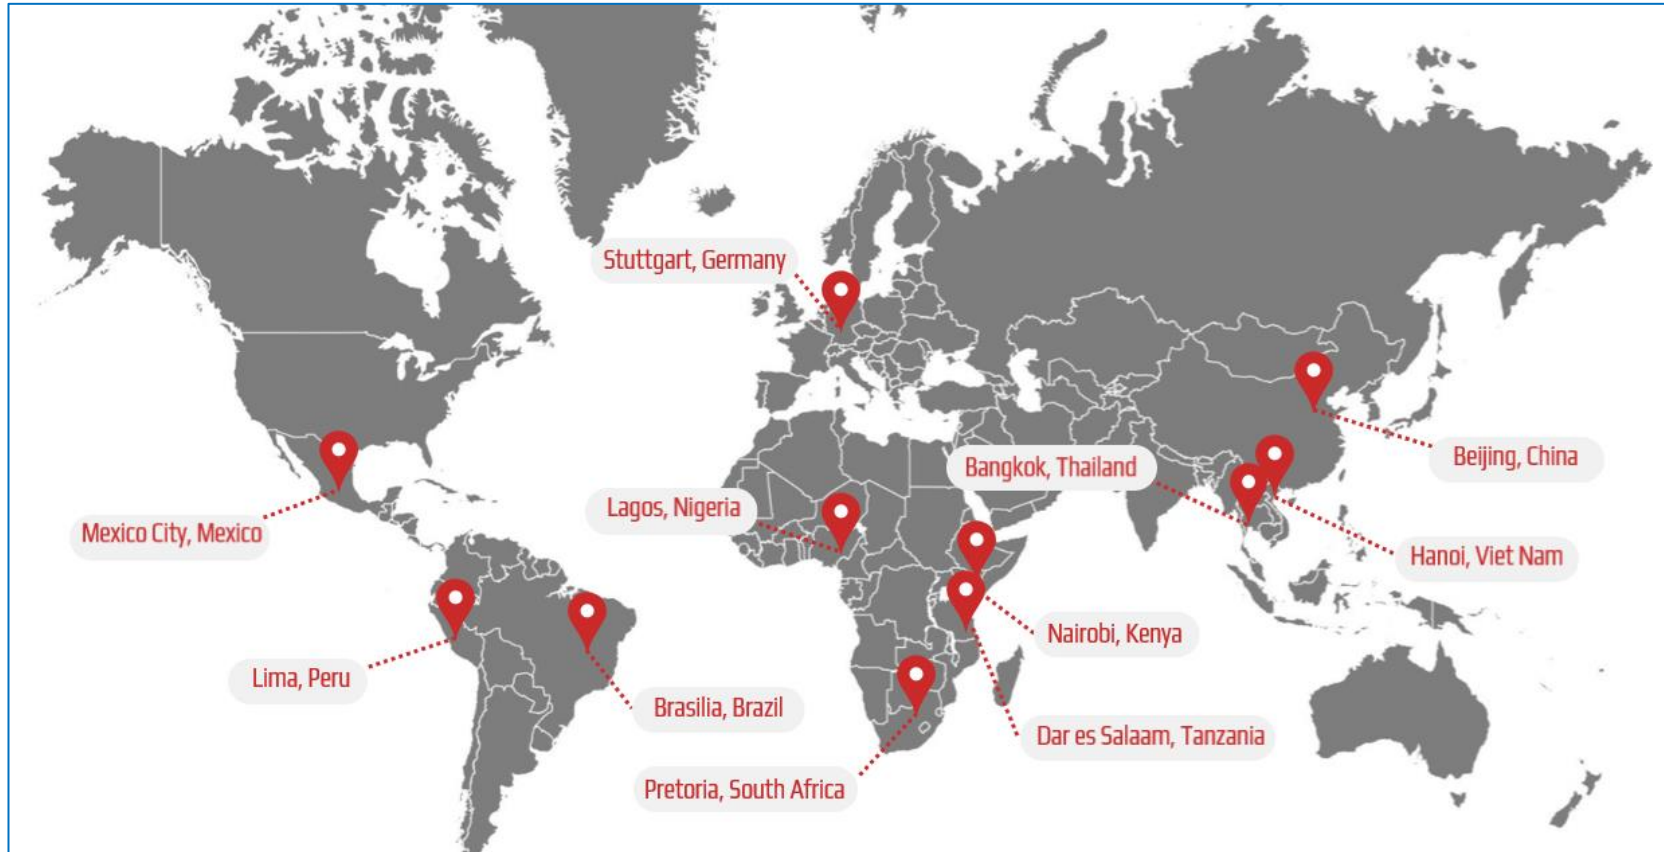 Stuttgart, Germany
Beijing, China
Bangkok, Thailand
Lagos, Nigeria
Mexico City, Mexico
Hanoi, Viet Nam
Nairobi, Kenya
Lima, Peru
Brasilia, Brazil
Dar es Salaam, Tanzania
Pretoria, South Africa